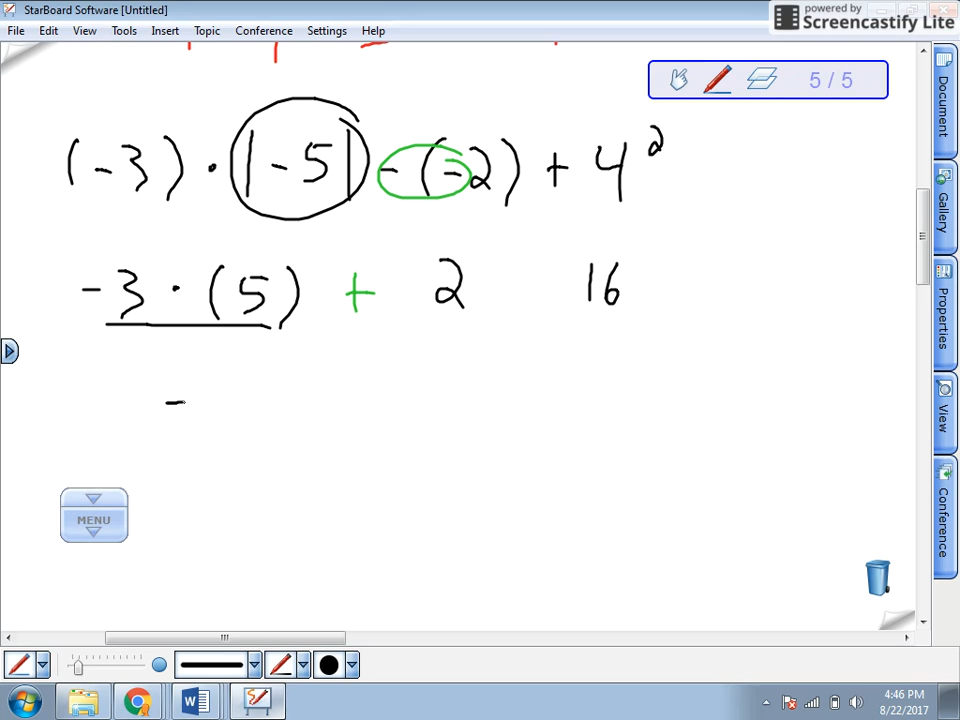 StarBoard Software [Untitled]
powered by
Screencastify Lite
File Edit View Tools Insert Topic Conference Settings Help
5 / 5
(-3) · |-5| - (-2) + 4²
-3 · (5) + 2 16
-
MENU
Document
Gallery
Properties
View
Conference
W
4:46 PM
8/22/2017